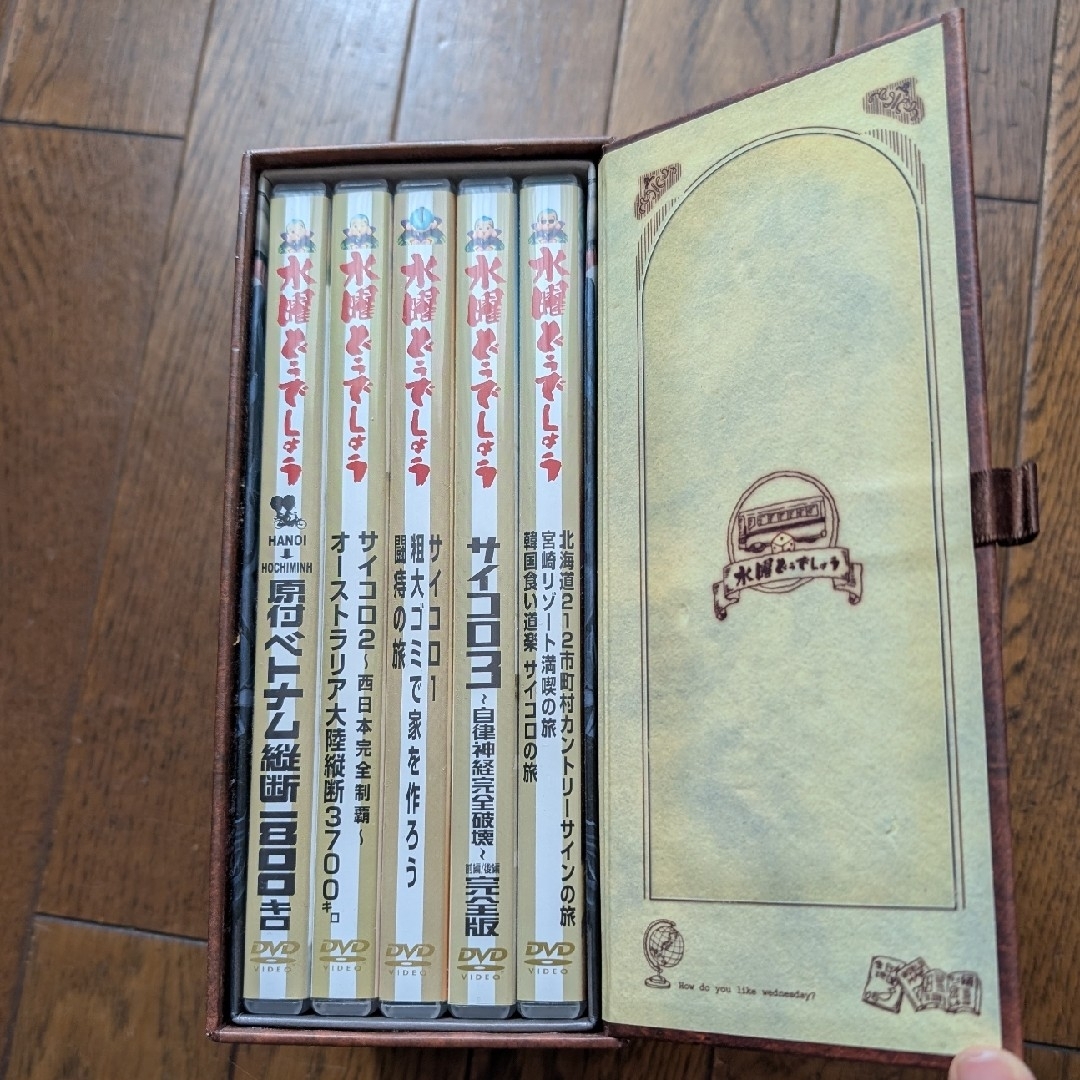 水曜どうでしょう
HANOI
HOCHIMINH
原付ベトナム縦断1800キロ
DVD
VIDEO
水曜どうでしょう
サイコロ2～西日本完全制覇～
オーストラリア大陸縦断3700キロ
DVD
VIDEO
水曜どうでしょう
サイコロ1
粗大ゴミで家を作ろう
闘痔の旅
DVD
VIDEO
水曜どうでしょう
サイコロ3
～自律神経完全破壊～
前編/後編
完全版
DVD
VIDEO
水曜どうでしょう
北海道212市町村カントリーサインの旅
宮崎リゾート満喫の旅
韓国食い道楽サイコロの旅
DVD
VIDEO
水曜どうでしょう
How do you like wednesday?